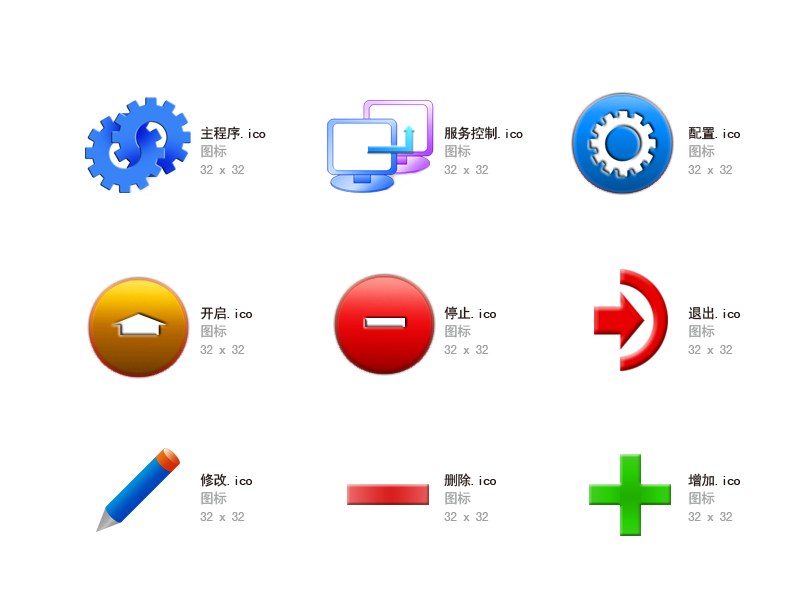 主程序. ico
图标
32 x 32
服务控制. ico
图标
32 x 32
配置. ico
图标
32 x 32
开启. ico
图标
32 x 32
停止. ico
图标
32 x 32
退出. ico
图标
32 x 32
修改. ico
图标
32 x 32
删除. ico
图标
32 x 32
增加. ico
图标
32 x 32